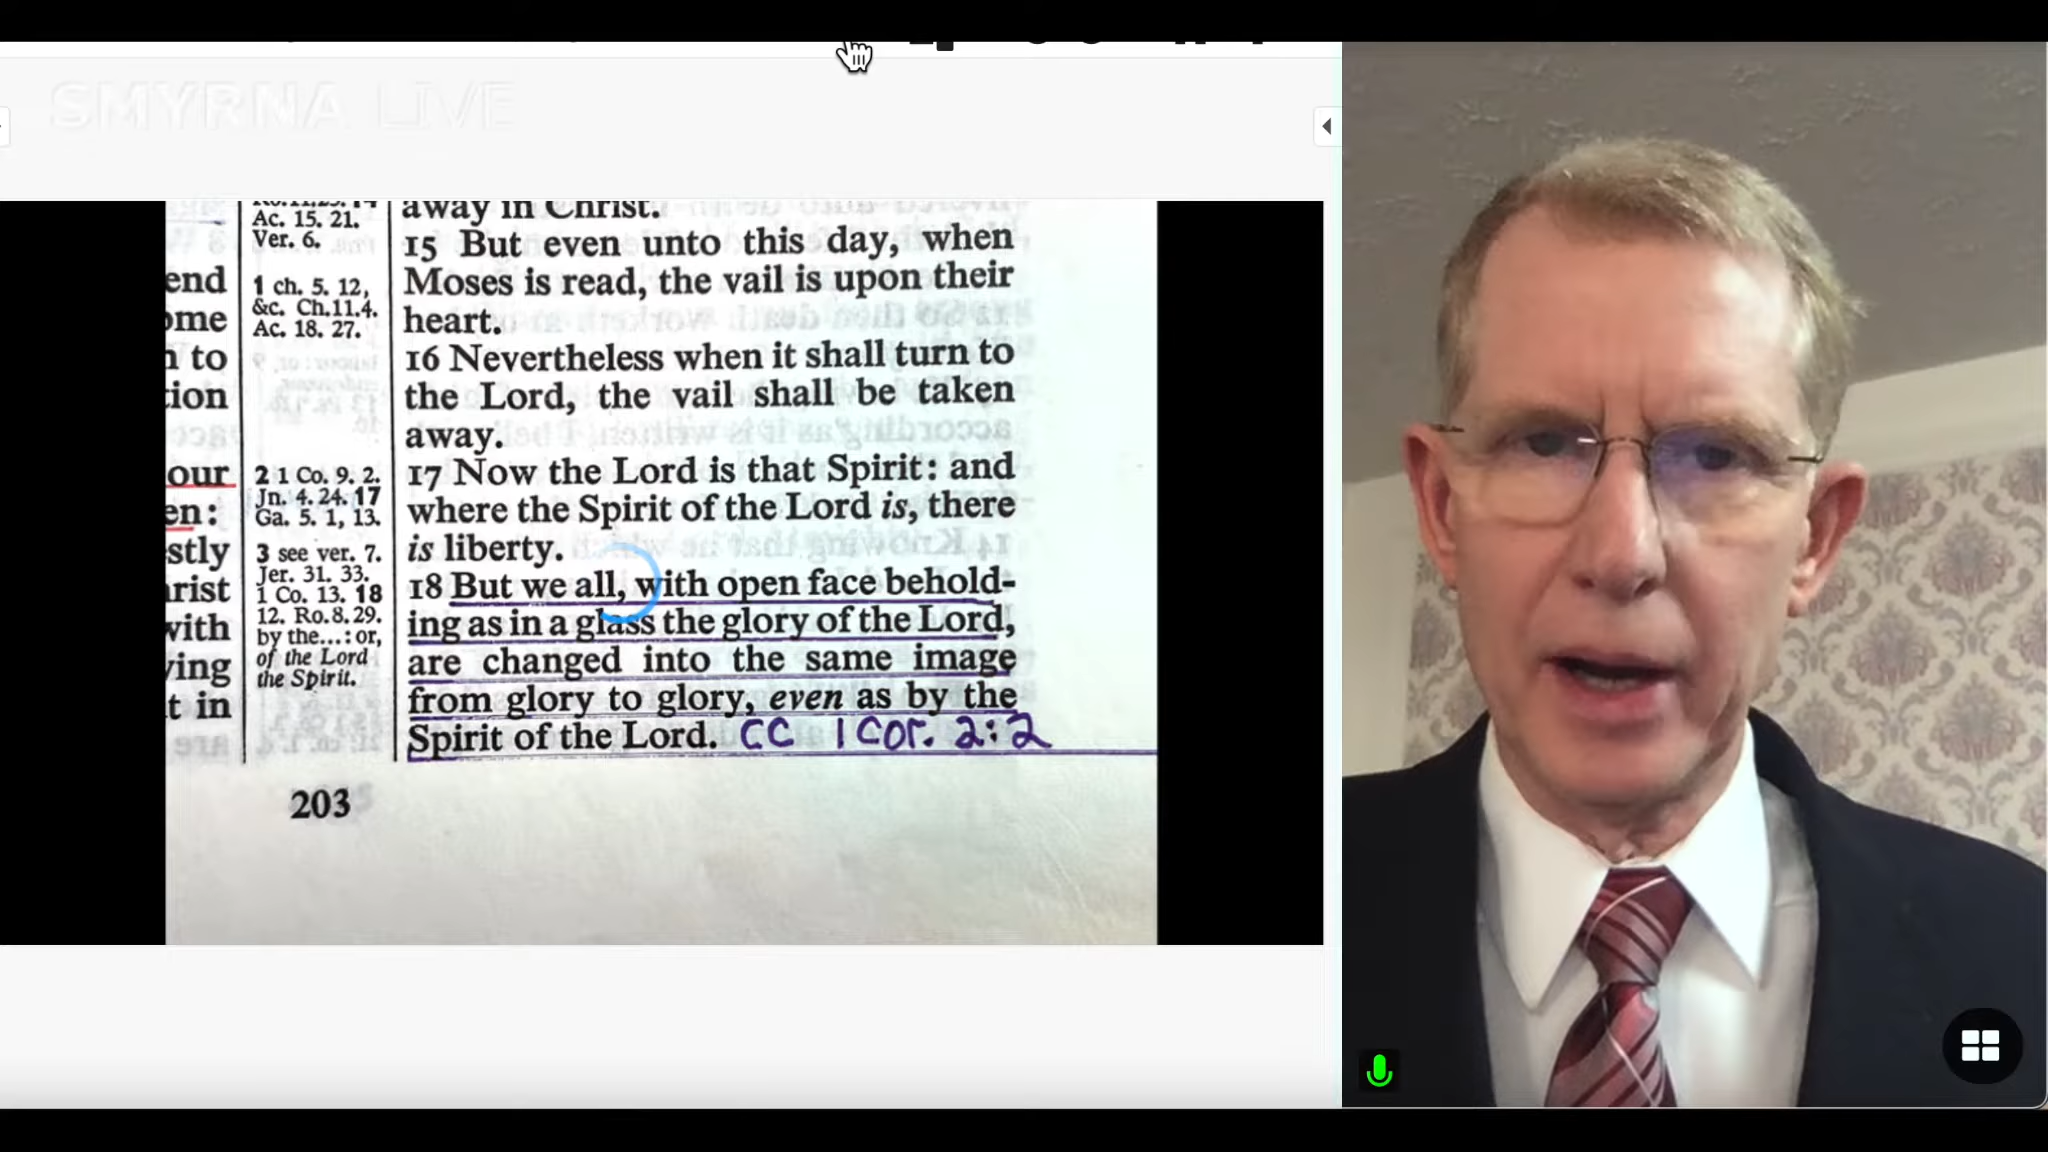 SMYRNA LIVE
end
ome
n to
tion
our
en:
stly
rist
with
ving
t in
Ac. 15. 21.
Ver. 6.
1 ch. 5. 12,
&c. Ch.11.4.
Ac. 18. 27.
2 1 Co. 9. 2.
Jn. 4. 24. 17
Ga. 5. 1, 13.
3 see ver. 7.
Jer. 31. 33.
1 Co. 13. 18
12. Ro.8.29.
by the...: or,
of the Lord
the Spirit.
away in Christ.
15 But even unto this day, when
Moses is read, the vail is upon their
heart.
16 Nevertheless when it shall turn to
the Lord, the vail shall be taken
away.
17 Now the Lord is that Spirit: and
where the Spirit of the Lord is, there
is liberty.
18 But we all, with open face behold-
ing as in a glass the glory of the Lord,
are changed into the same image
from glory to glory, even as by the
Spirit of the Lord. CC 1 Cor. 2:2
203